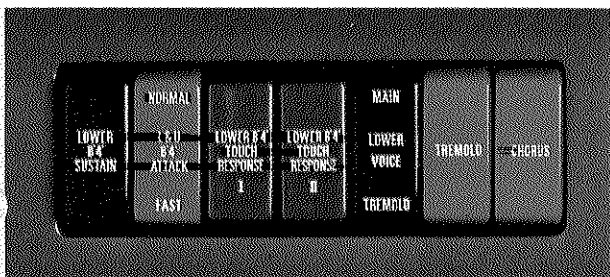 LOWER
8'4'
SUSTAIN
NORMAL
L&U
8'4'
ATTACK
FAST
LOWER 8'4'
TOUCH
RESPONSE
I
LOWER 8'4'
TOUCH
RESPONSE
II
MAIN
LOWER
VOICE
TREMOLO
TREMOLO
CHORUS